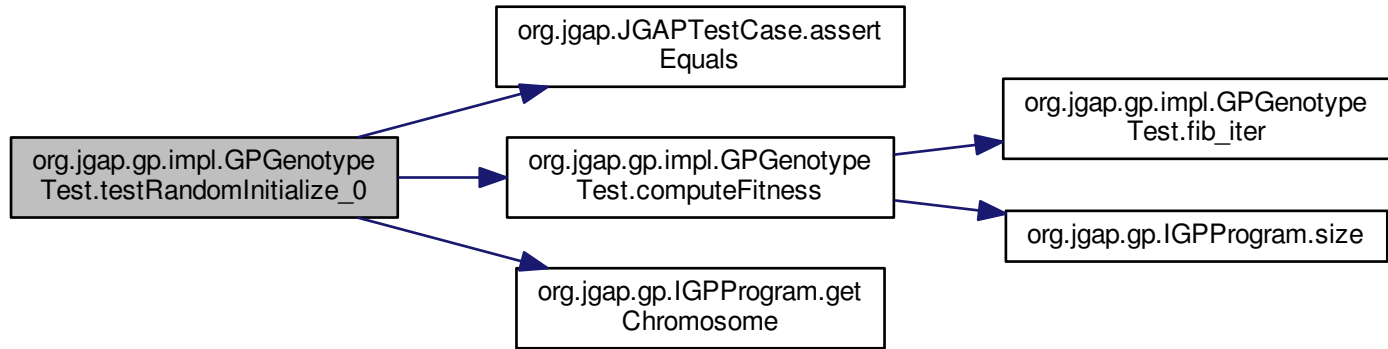 org.jgap.JGAPTestCase.assert
Equals
org.jgap.gp.impl.GPGenotype
Test.fib_iter
org.jgap.gp.impl.GPGenotype
Test.testRandomInitialize_0
org.jgap.gp.impl.GPGenotype
Test.computeFitness
org.jgap.gp.IGPProgram.size
org.jgap.gp.IGPProgram.get
Chromosome